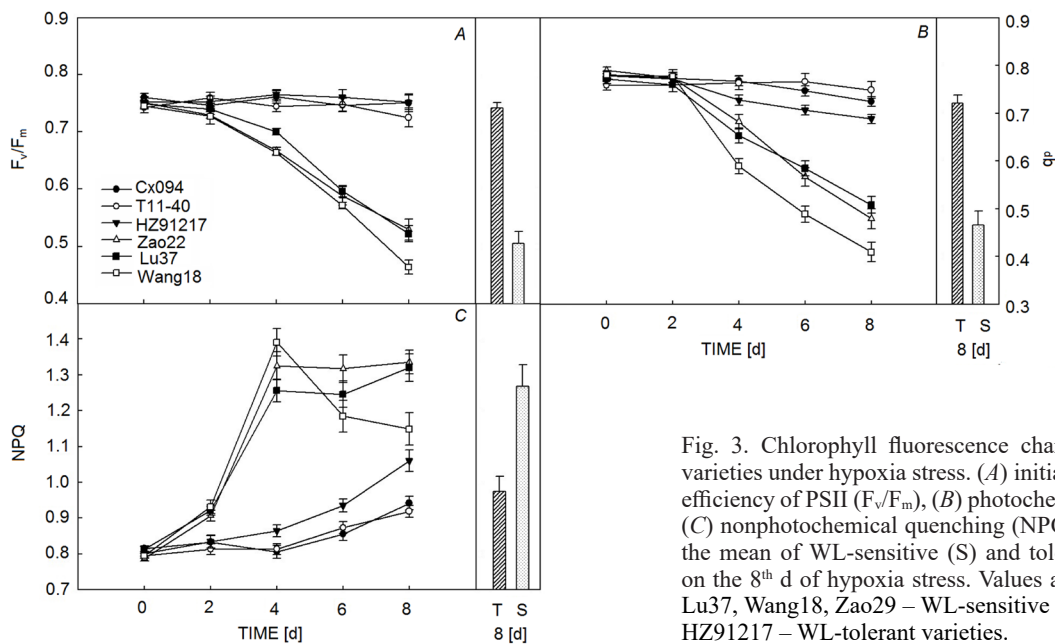 A
B
0.9
0.8
0.7
0.6
0.5
0.4
Fv/Fm
Cx094
T11-40
HZ91217
Zao22
Lu37
Wang18
0.9
0.8
0.7
0.6
0.5
0.4
0.3
qP
0 2 4 6 8
TIME [d]
T S
8 [d]
C
1.4
1.3
1.2
1.1
1.0
0.9
0.8
0.7
NPQ
0 2 4 6 8
TIME [d]
T S
8 [d]
Fig. 3. Chlorophyll fluorescence char
varieties under hypoxia stress. (A) initia
efficiency of PSII (Fv/Fm), (B) photoche
(C) nonphotochemical quenching (NPQ
the mean of WL-sensitive (S) and tole
on the 8th d of hypoxia stress. Values a
Lu37, Wang18, Zao29 – WL-sensitive
HZ91217 – WL-tolerant varieties.